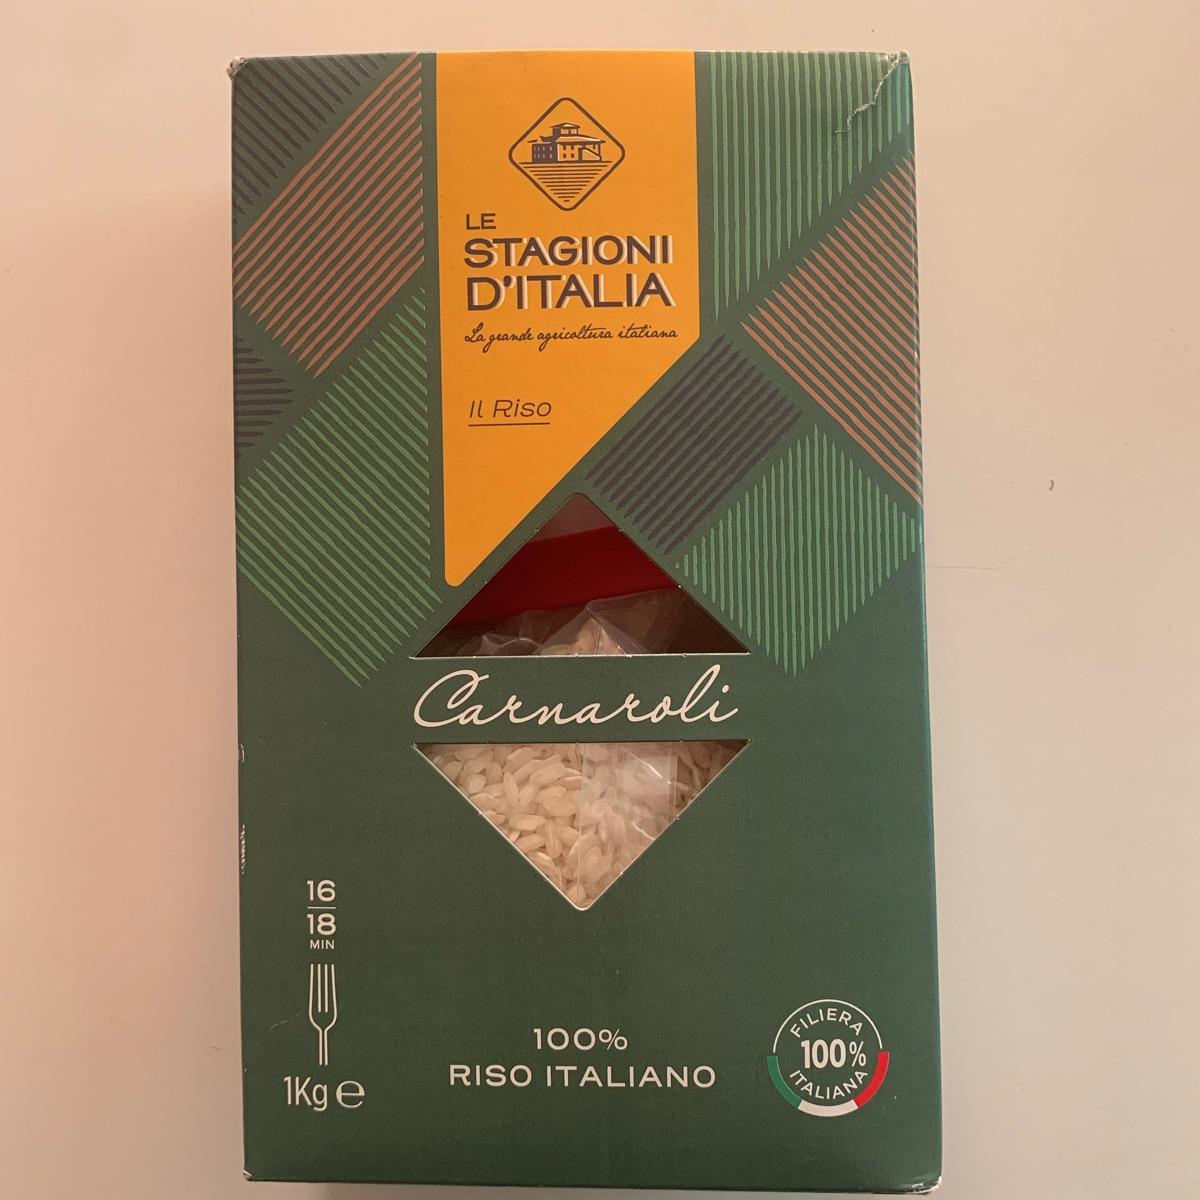 LE
STAGIONI
D'ITALIA
La grande agricoltura italiana
Il Riso
Carnaroli
16
18
MIN
1Kg ℮
100%
RISO ITALIANO
FILIERA
100%
ITALIANA